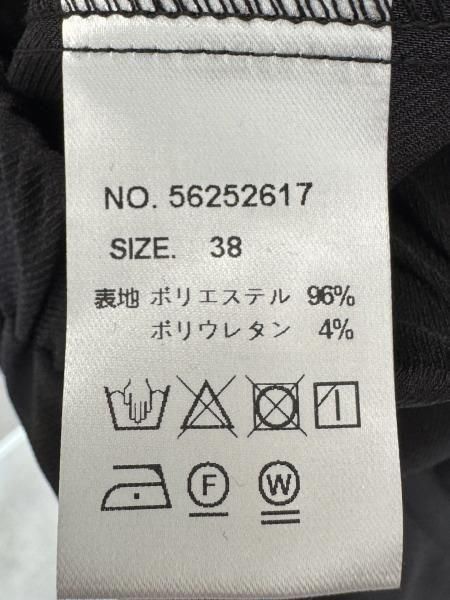 NO. 56252617
SIZE. 38
表地 ポリエステル 96%
ポリウレタン 4%
F W